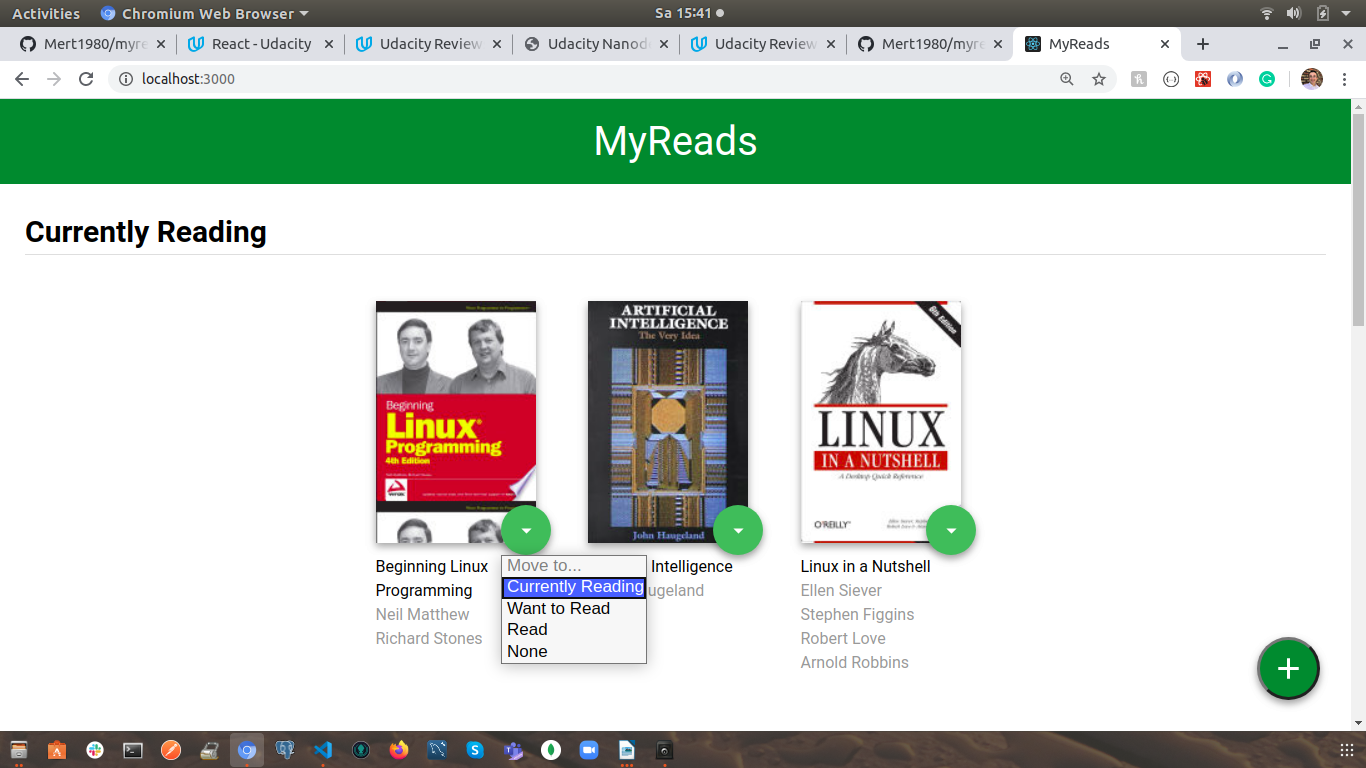 Activities
Chromium Web Browser
Sa 15:41
Mert1980/myre
React - Udacity
Udacity Review
Udacity Nanod
Udacity Review
Mert1980/myre
MyReads
localhost:3000
MyReads
Currently Reading
Beginning
Linux®
Programming
4th Edition
ARTIFICIAL
INTELLIGENCE
The Very Idea
John Haugeland
6th Edition
LINUX
IN A NUTSHELL
A Desktop Quick Reference
O'REILLY®
Beginning Linux
Programming
Neil Matthew
Richard Stones
Move to...
Currently Reading
Want to Read
Read
None
Intelligence
ugeland
Linux in a Nutshell
Ellen Siever
Stephen Figgins
Robert Love
Arnold Robbins